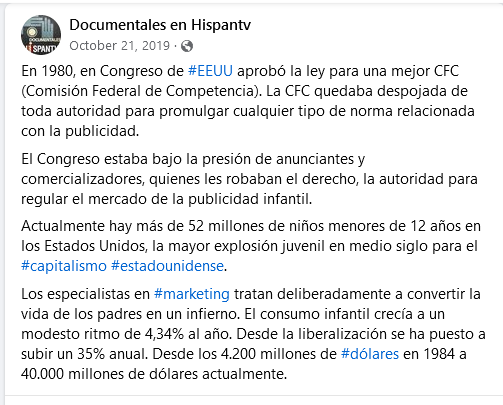 Documentales en Hispantv
October 21, 2019 ·
En 1980, en Congreso de #EEUU aprobó la ley para una mejor CFC
(Comisión Federal de Competencia). La CFC quedaba despojada de
toda autoridad para promulgar cualquier tipo de norma relacionada
con la publicidad.
El Congreso estaba bajo la presión de anunciantes y
comercializadores, quienes les robaban el derecho, la autoridad para
regular el mercado de la publicidad infantil.
Actualmente hay más de 52 millones de niños menores de 12 años en
los Estados Unidos, la mayor explosión juvenil en medio siglo para el
#capitalismo #estadounidense.
Los especialistas en #marketing tratan deliberadamente a convertir la
vida de los padres en un infierno. El consumo infantil crecía a un
modesto ritmo de 4,34% al año. Desde la liberalización se ha puesto a
subir un 35% anual. Desde los 4.200 millones de #dólares en 1984 a
40.000 millones de dólares actualmente.